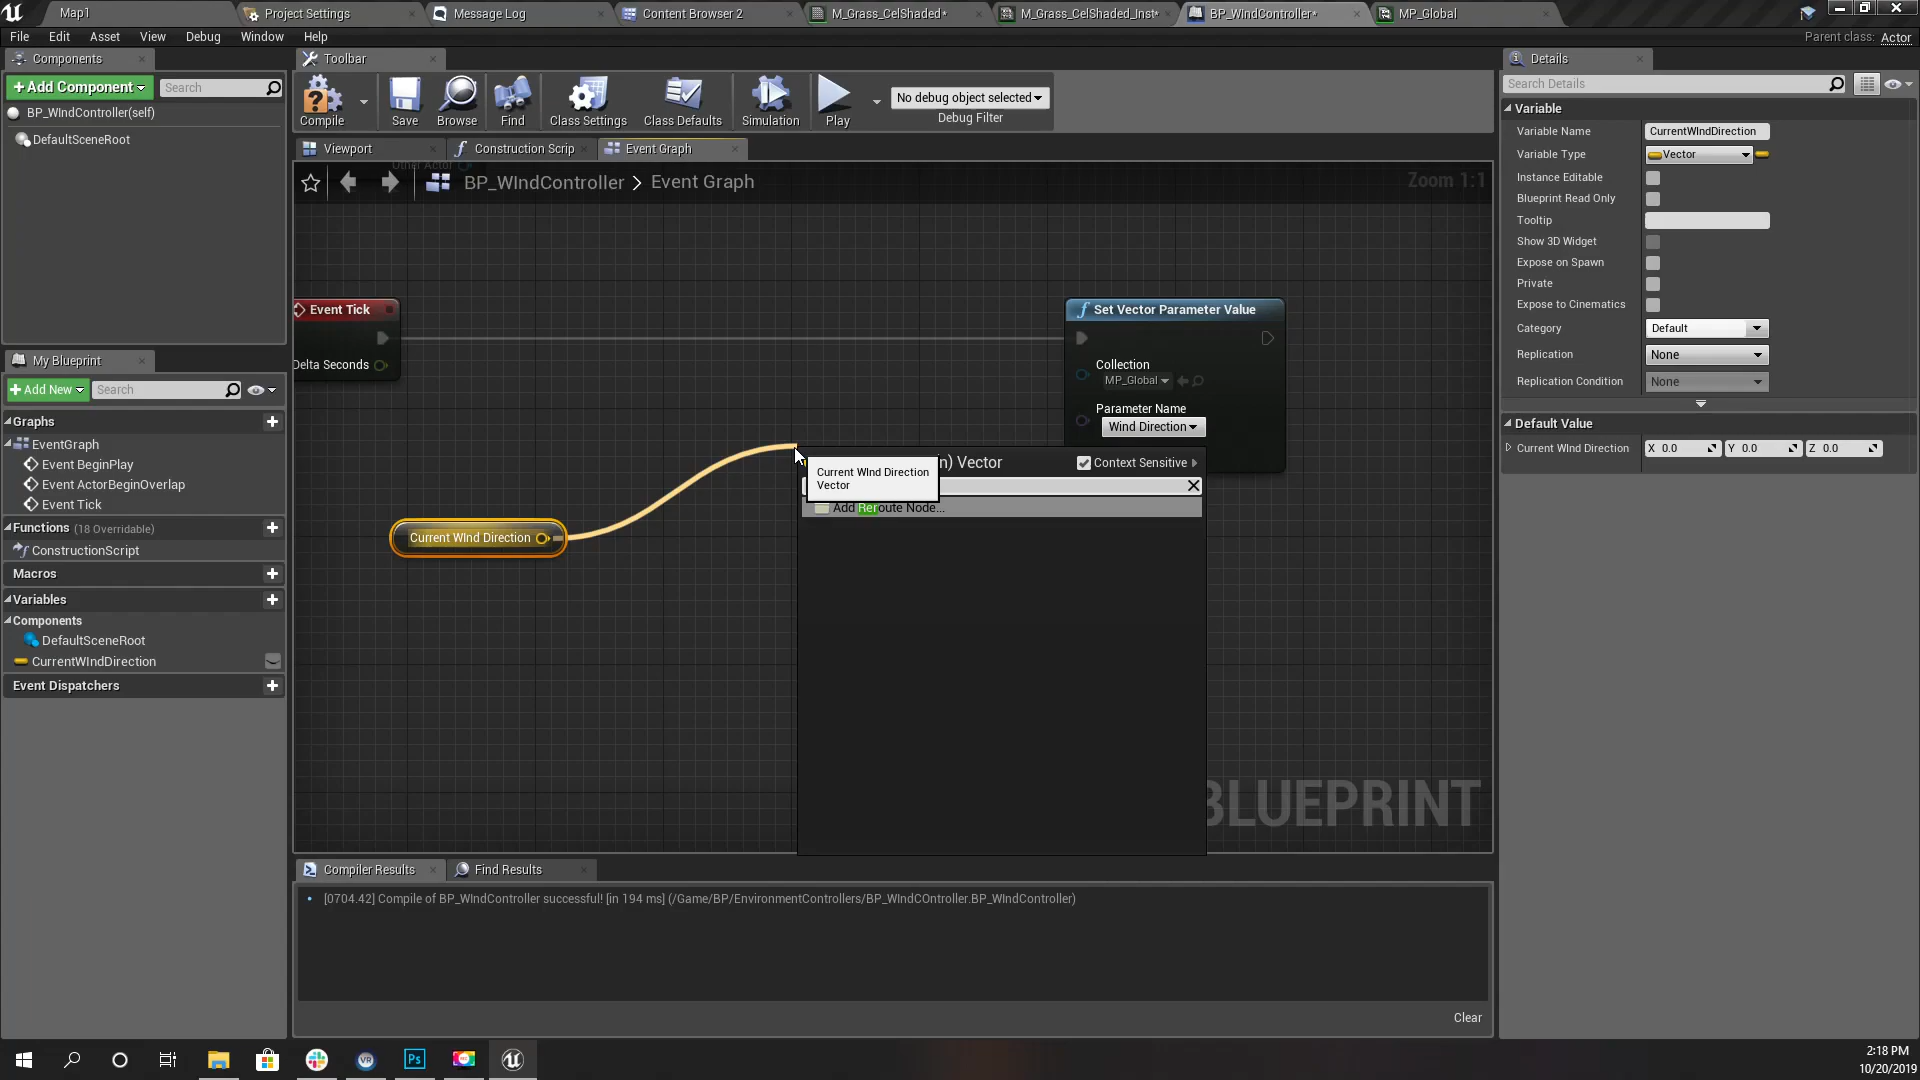 Map1
Project Settings
Message Log
Content Browser 2
M_Grass_CelShaded*
M_Grass_CelShaded_Inst*
BP_WIndController*
MP_Global
File Edit Asset View Debug Window Help
Parent class: Actor
Components
+Add Component
Search
BP_WIndController(self)
DefaultSceneRoot
Toolbar
Compile
Save
Browse
Find
Class Settings
Class Defaults
Simulation
Play
No debug object selected
Debug Filter
Viewport
Construction Scrip
Event Graph
Other Actor
BP_WIndController > Event Graph
Zoom 1:1
Event Tick
Delta Seconds
Set Vector Parameter Value
Collection
MP_Global
Parameter Name
Wind Direction
n) Vector
Context Sensitive
Current WInd Direction
Vector
Add Reroute Node...
Current WInd Direction
BLUEPRINT
My Blueprint
+Add New
Search
Graphs
EventGraph
Event BeginPlay
Event ActorBeginOverlap
Event Tick
Functions (18 Overridable)
ConstructionScript
Macros
Variables
Components
DefaultSceneRoot
CurrentWIndDirection
Event Dispatchers
Compiler Results
Find Results
[0704.42] Compile of BP_WIndController successful! [in 194 ms] (/Game/BP/EnvironmentControllers/BP_WIndCOntroller.BP_WIndController)
Clear
Details
Search Details
Variable
Variable Name CurrentWIndDirection
Variable Type Vector
Instance Editable
Blueprint Read Only
Tooltip
Show 3D Widget
Expose on Spawn
Private
Expose to Cinematics
Category Default
Replication None
Replication Condition None
Default Value
Current WInd Direction X 0.0 Y 0.0 Z 0.0
VR
Ps
2:18 PM
10/20/2019